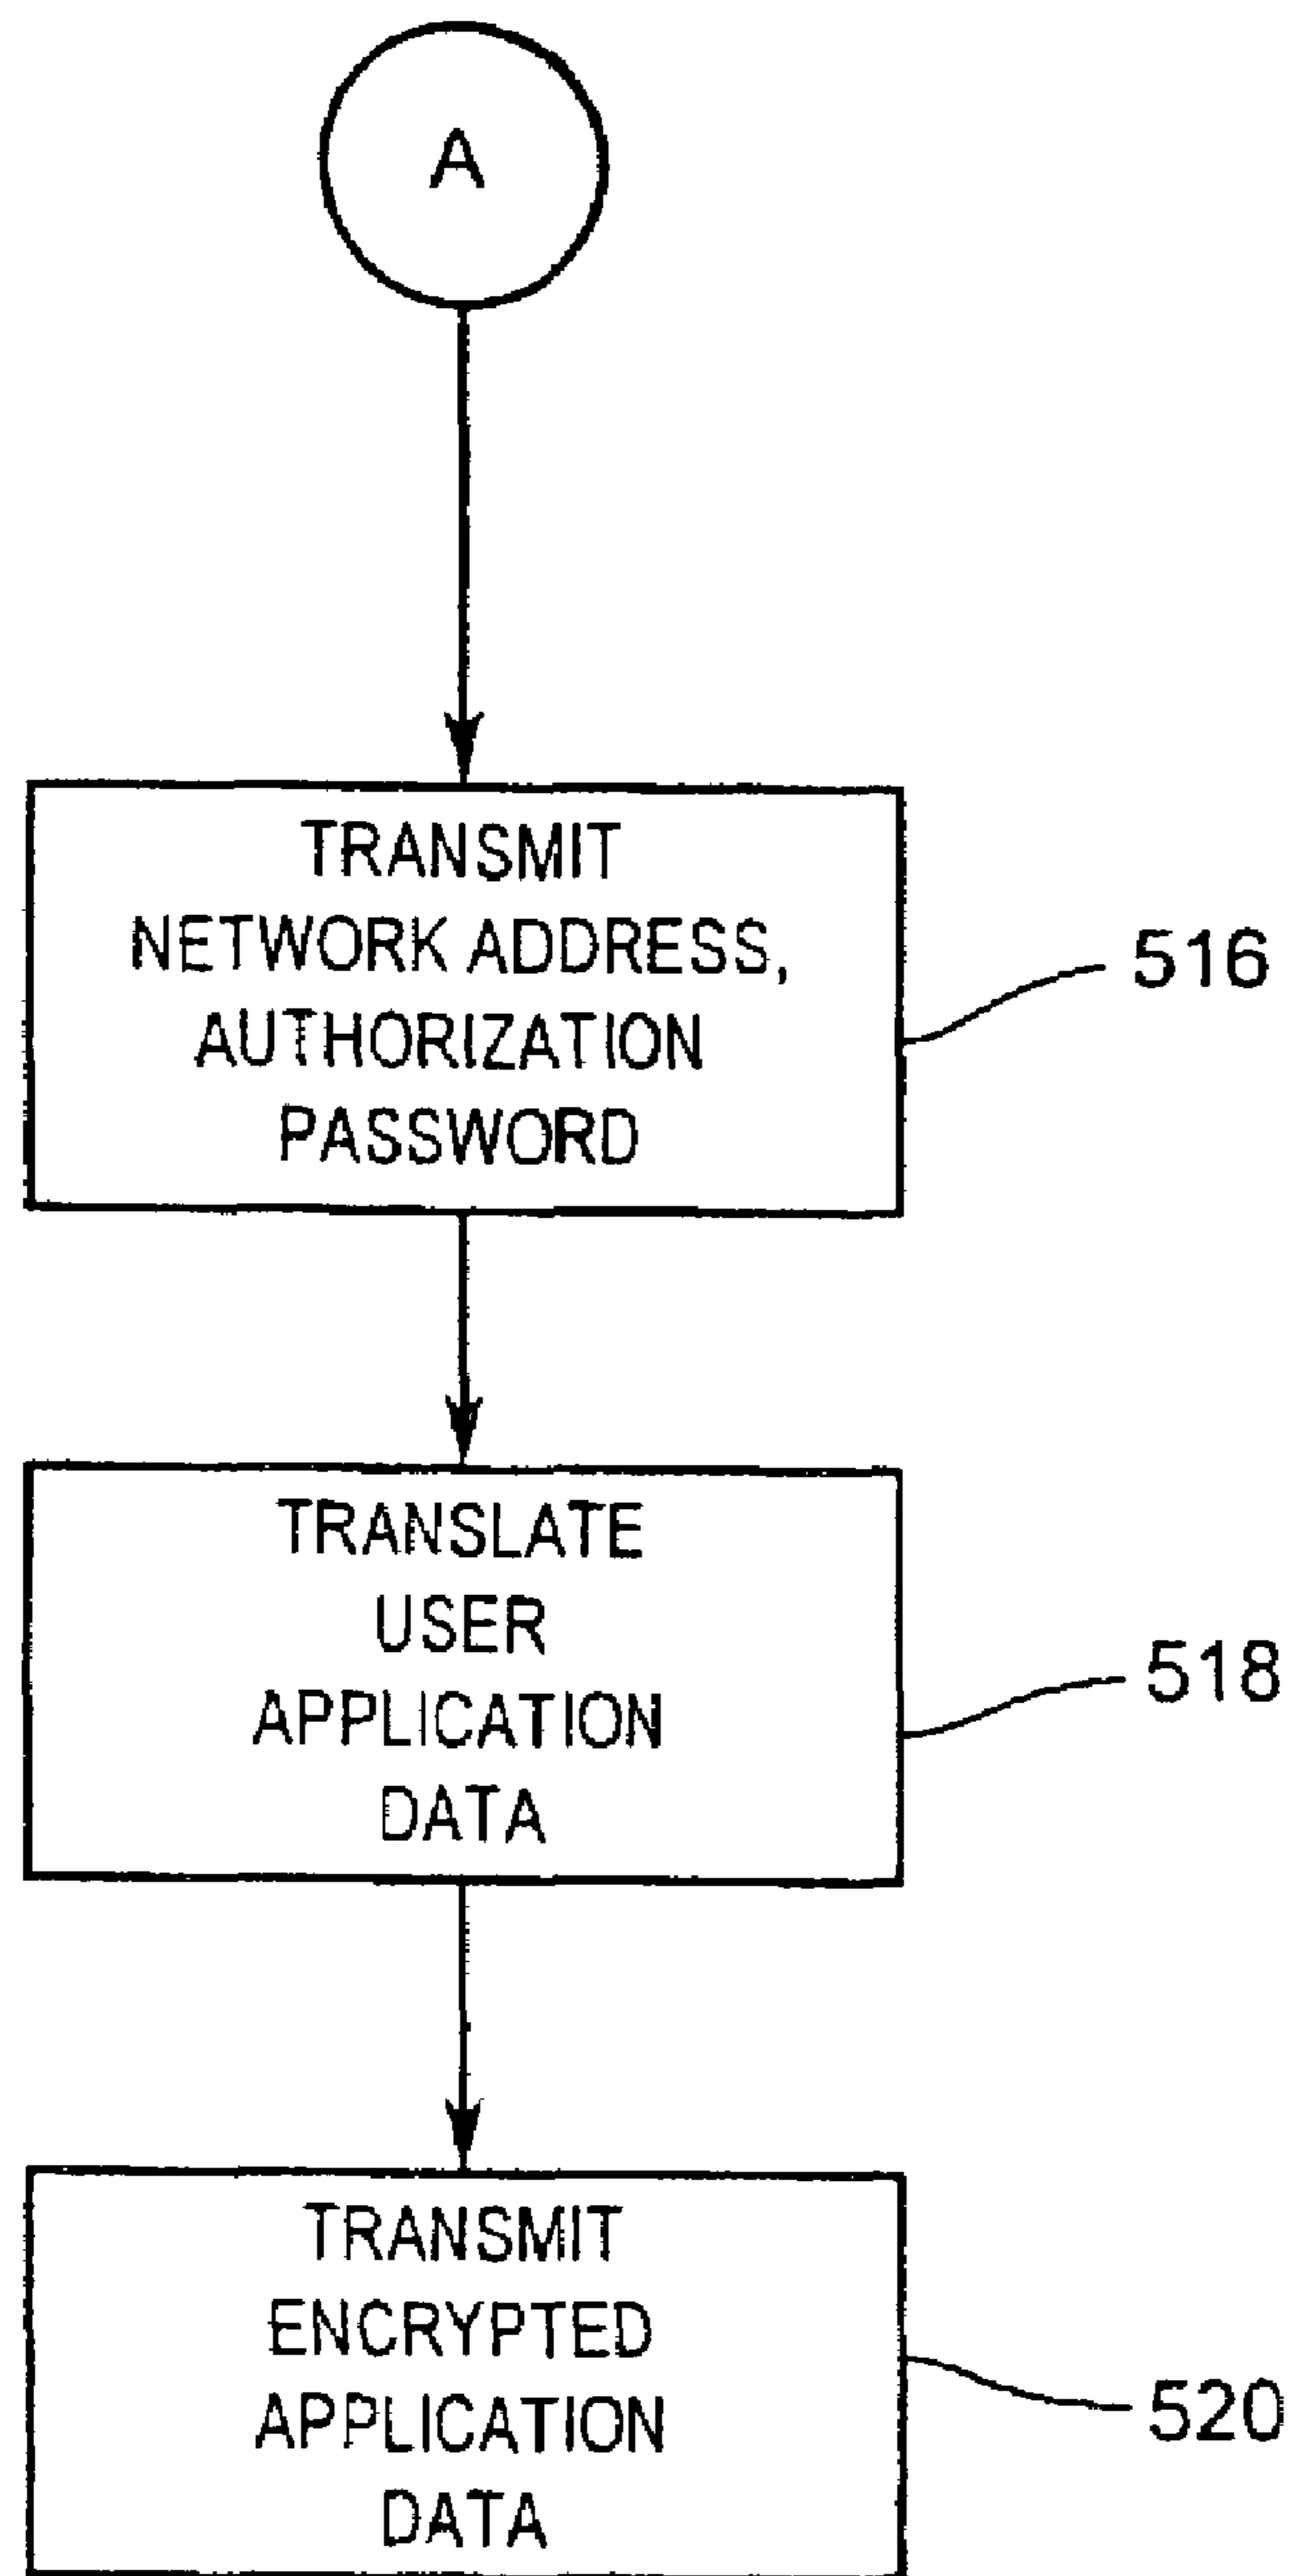 A
TRANSMIT
NETWORK ADDRESS,
AUTHORIZATION
PASSWORD
516
TRANSLATE
USER
APPLICATION
DATA
518
TRANSMIT
ENCRYPTED
APPLICATION
DATA
520